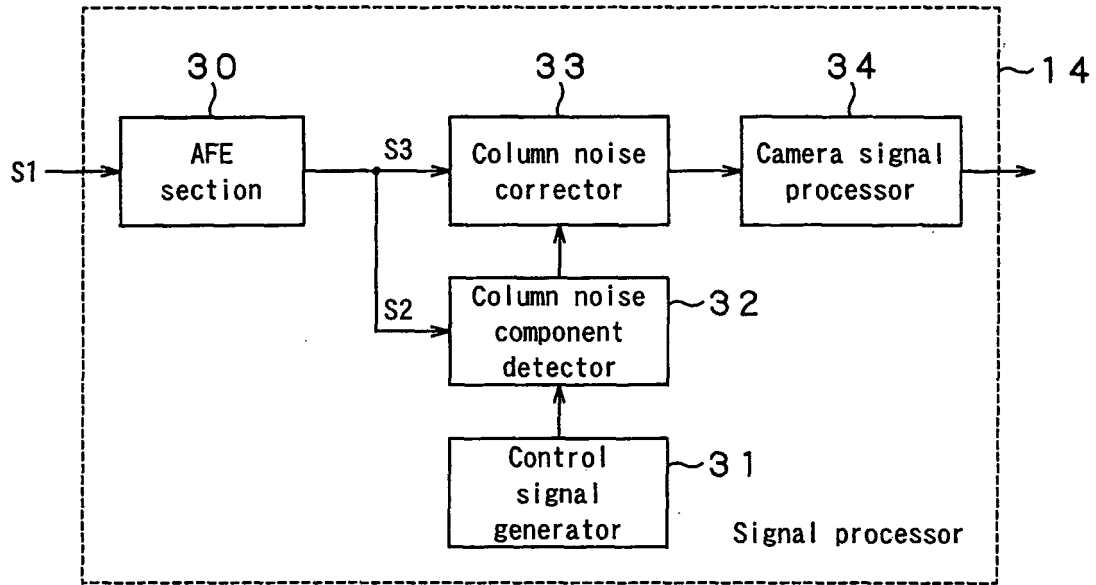 30
33
34
14
S1
AFE
section
S3
Column noise
corrector
Camera signal
processor
S2
Column noise
component
detector
32
Control
signal
generator
31
Signal processor